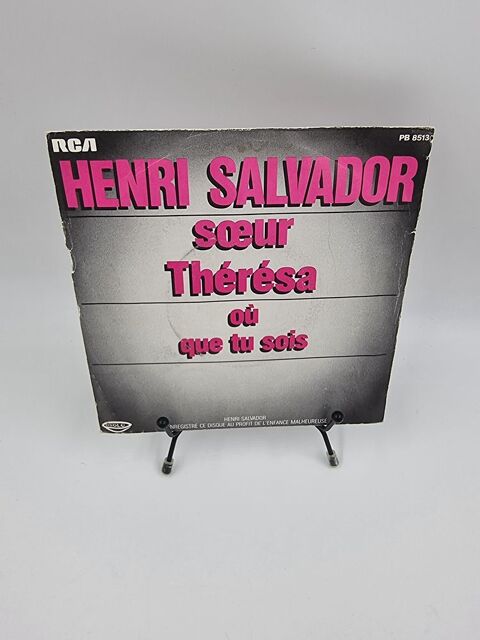 RCA
PB 8513
HENRI SALVADOR
sœur
Thérésa
où
que tu sois
HENRI SALVADOR
ENREGISTRE CE DISQUE AU PROFIT DE L'ENFANCE MALHEUREUSE